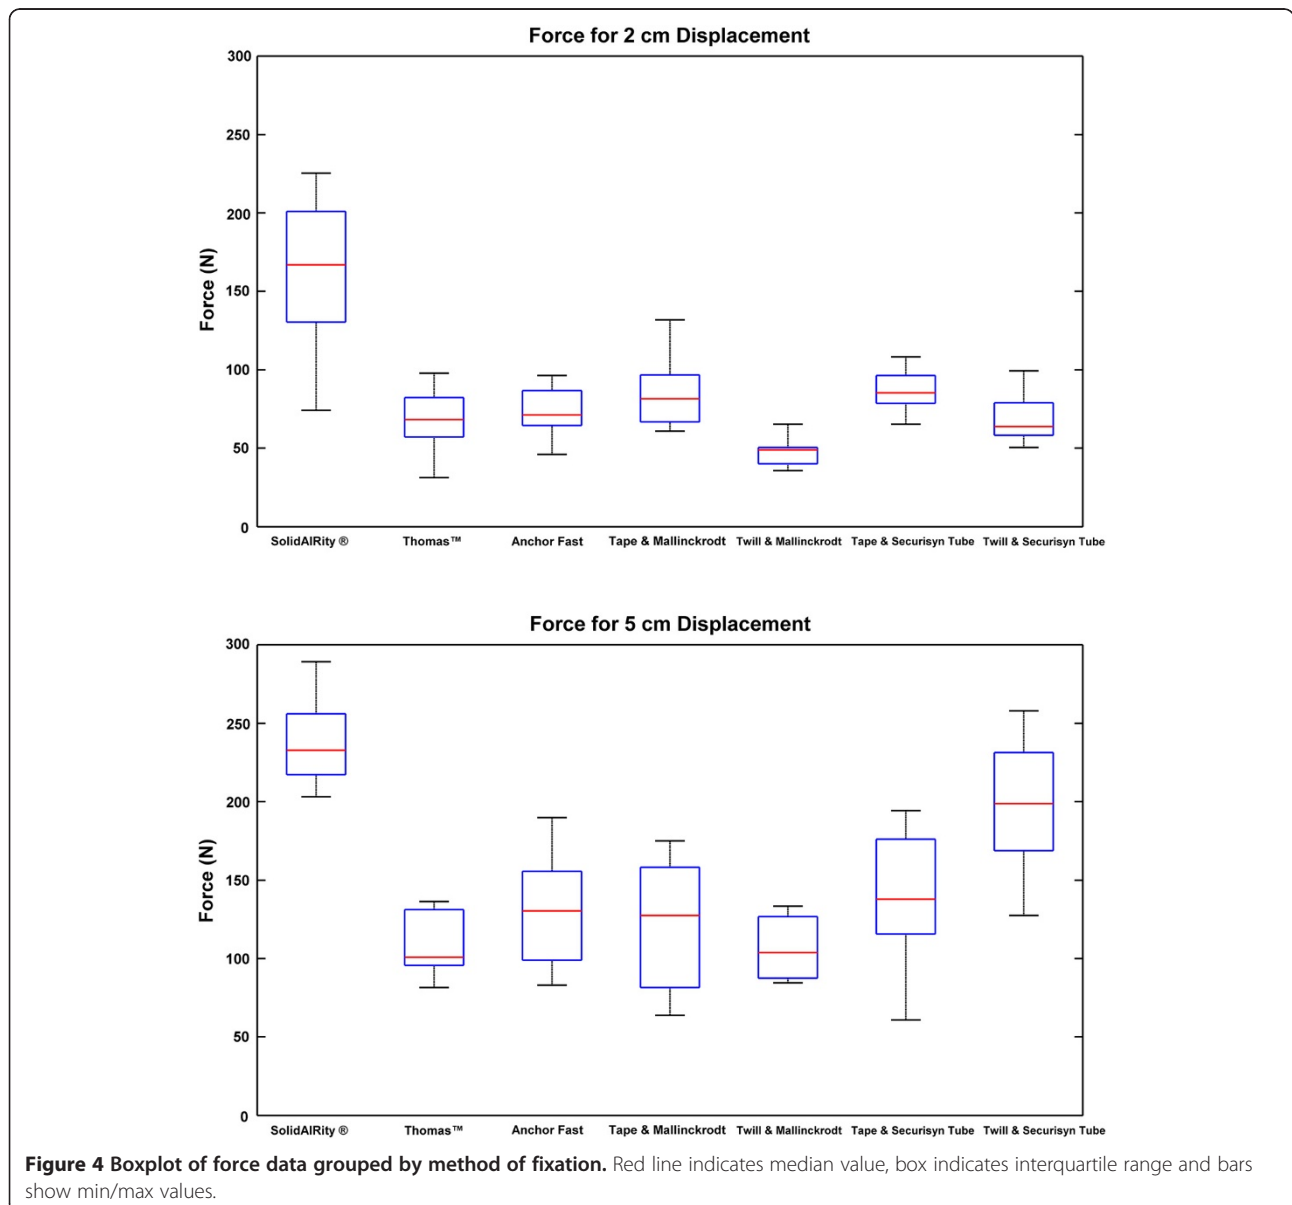 Force for 2 cm Displacement
300
250
200
150
100
50
0
Force (N)
SolidAIRity ® Thomas™ Anchor Fast Tape & Mallinckrodt Twill & Mallinckrodt Tape & Securisyn Tube Twill & Securisyn Tube
Force for 5 cm Displacement
300
250
200
150
100
50
0
Force (N)
SolidAIRity ® Thomas™ Anchor Fast Tape & Mallinckrodt Twill & Mallinckrodt Tape & Securisyn Tube Twill & Securisyn Tube
Figure 4 Boxplot of force data grouped by method of fixation. Red line indicates median value, box indicates interquartile range and bars
show min/max values.